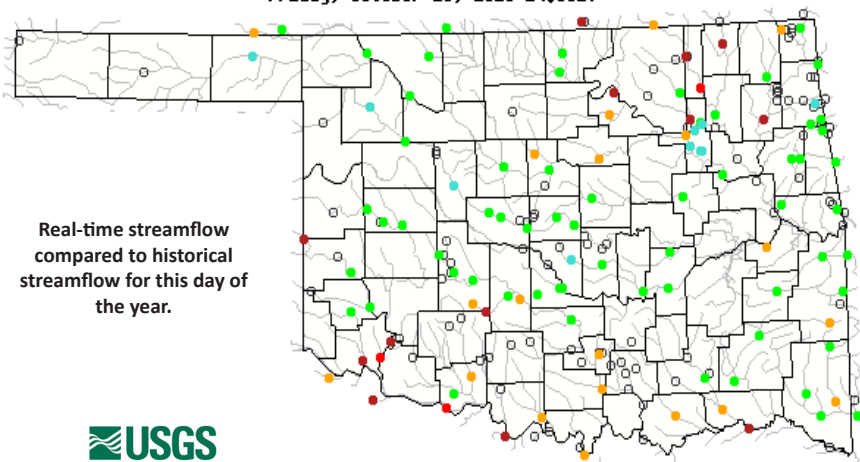 Real-time streamflow
compared to historical
streamflow for this day of
the year.
USGS